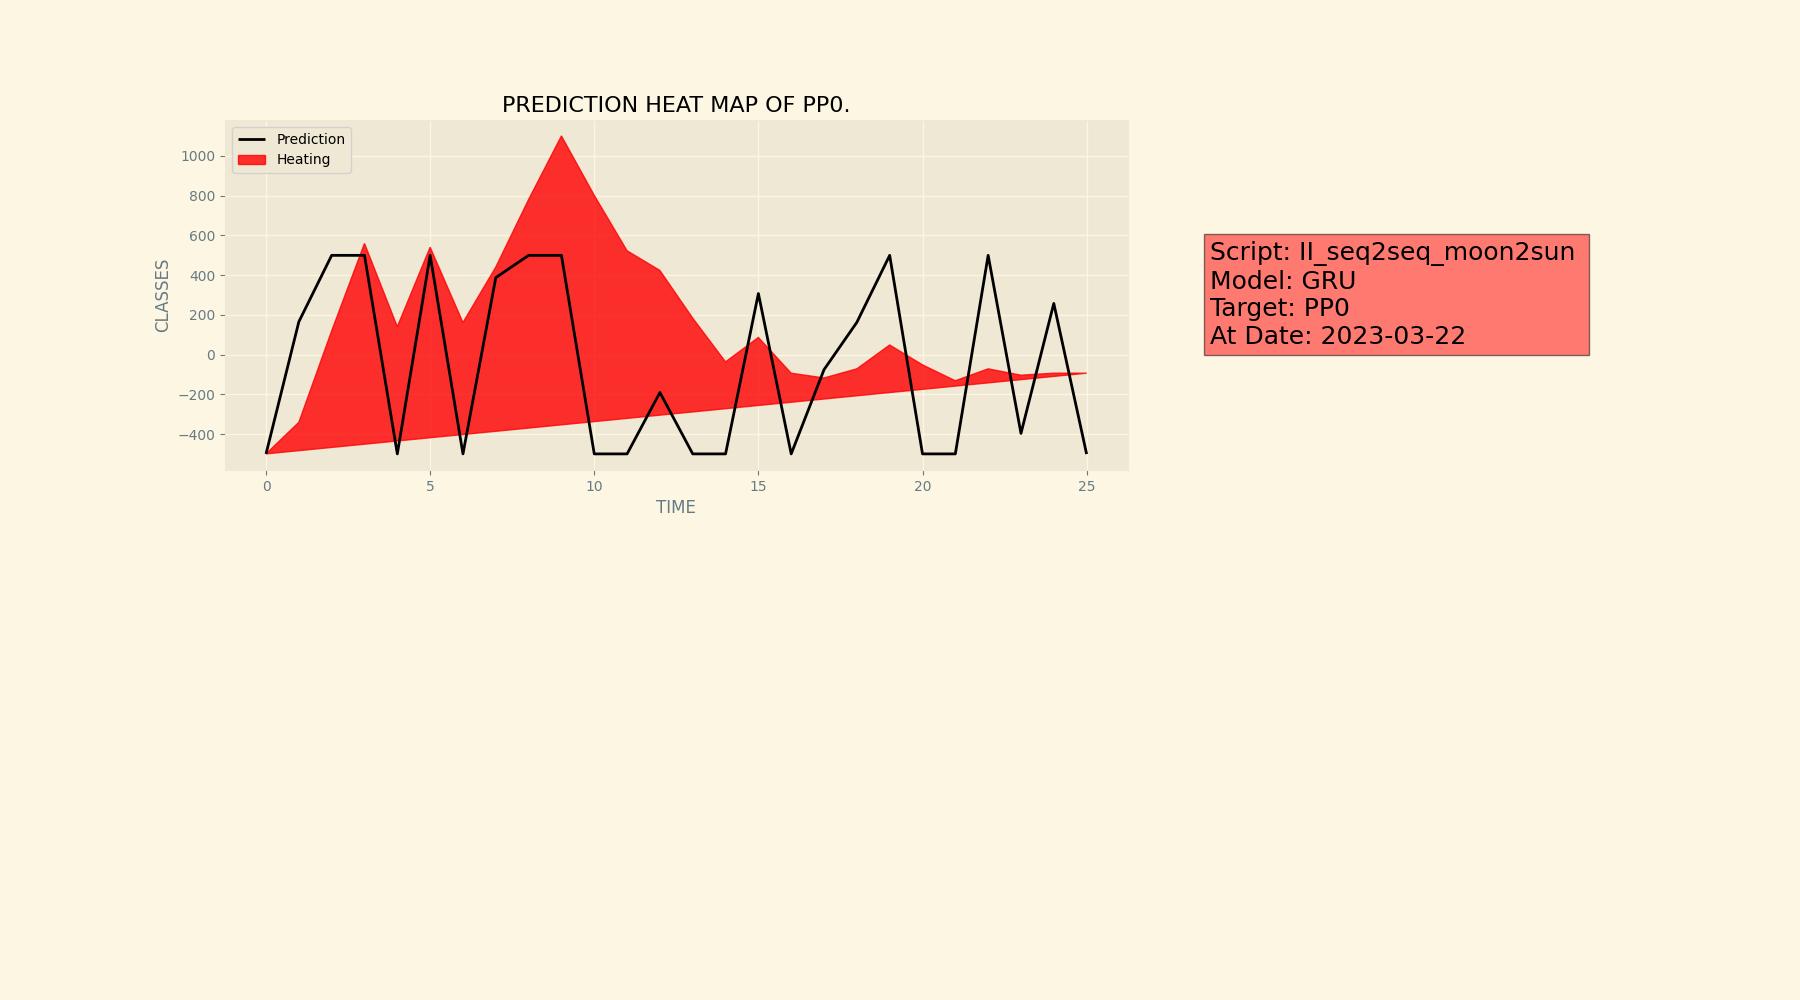 PREDICTION HEAT MAP OF PP0.
Prediction
Heating
CLASSES
1000
800
600
400
200
0
−200
−400
0 5 10 15 20 25
TIME
Script: II_seq2seq_moon2sun
Model: GRU
Target: PP0
At Date: 2023-03-22